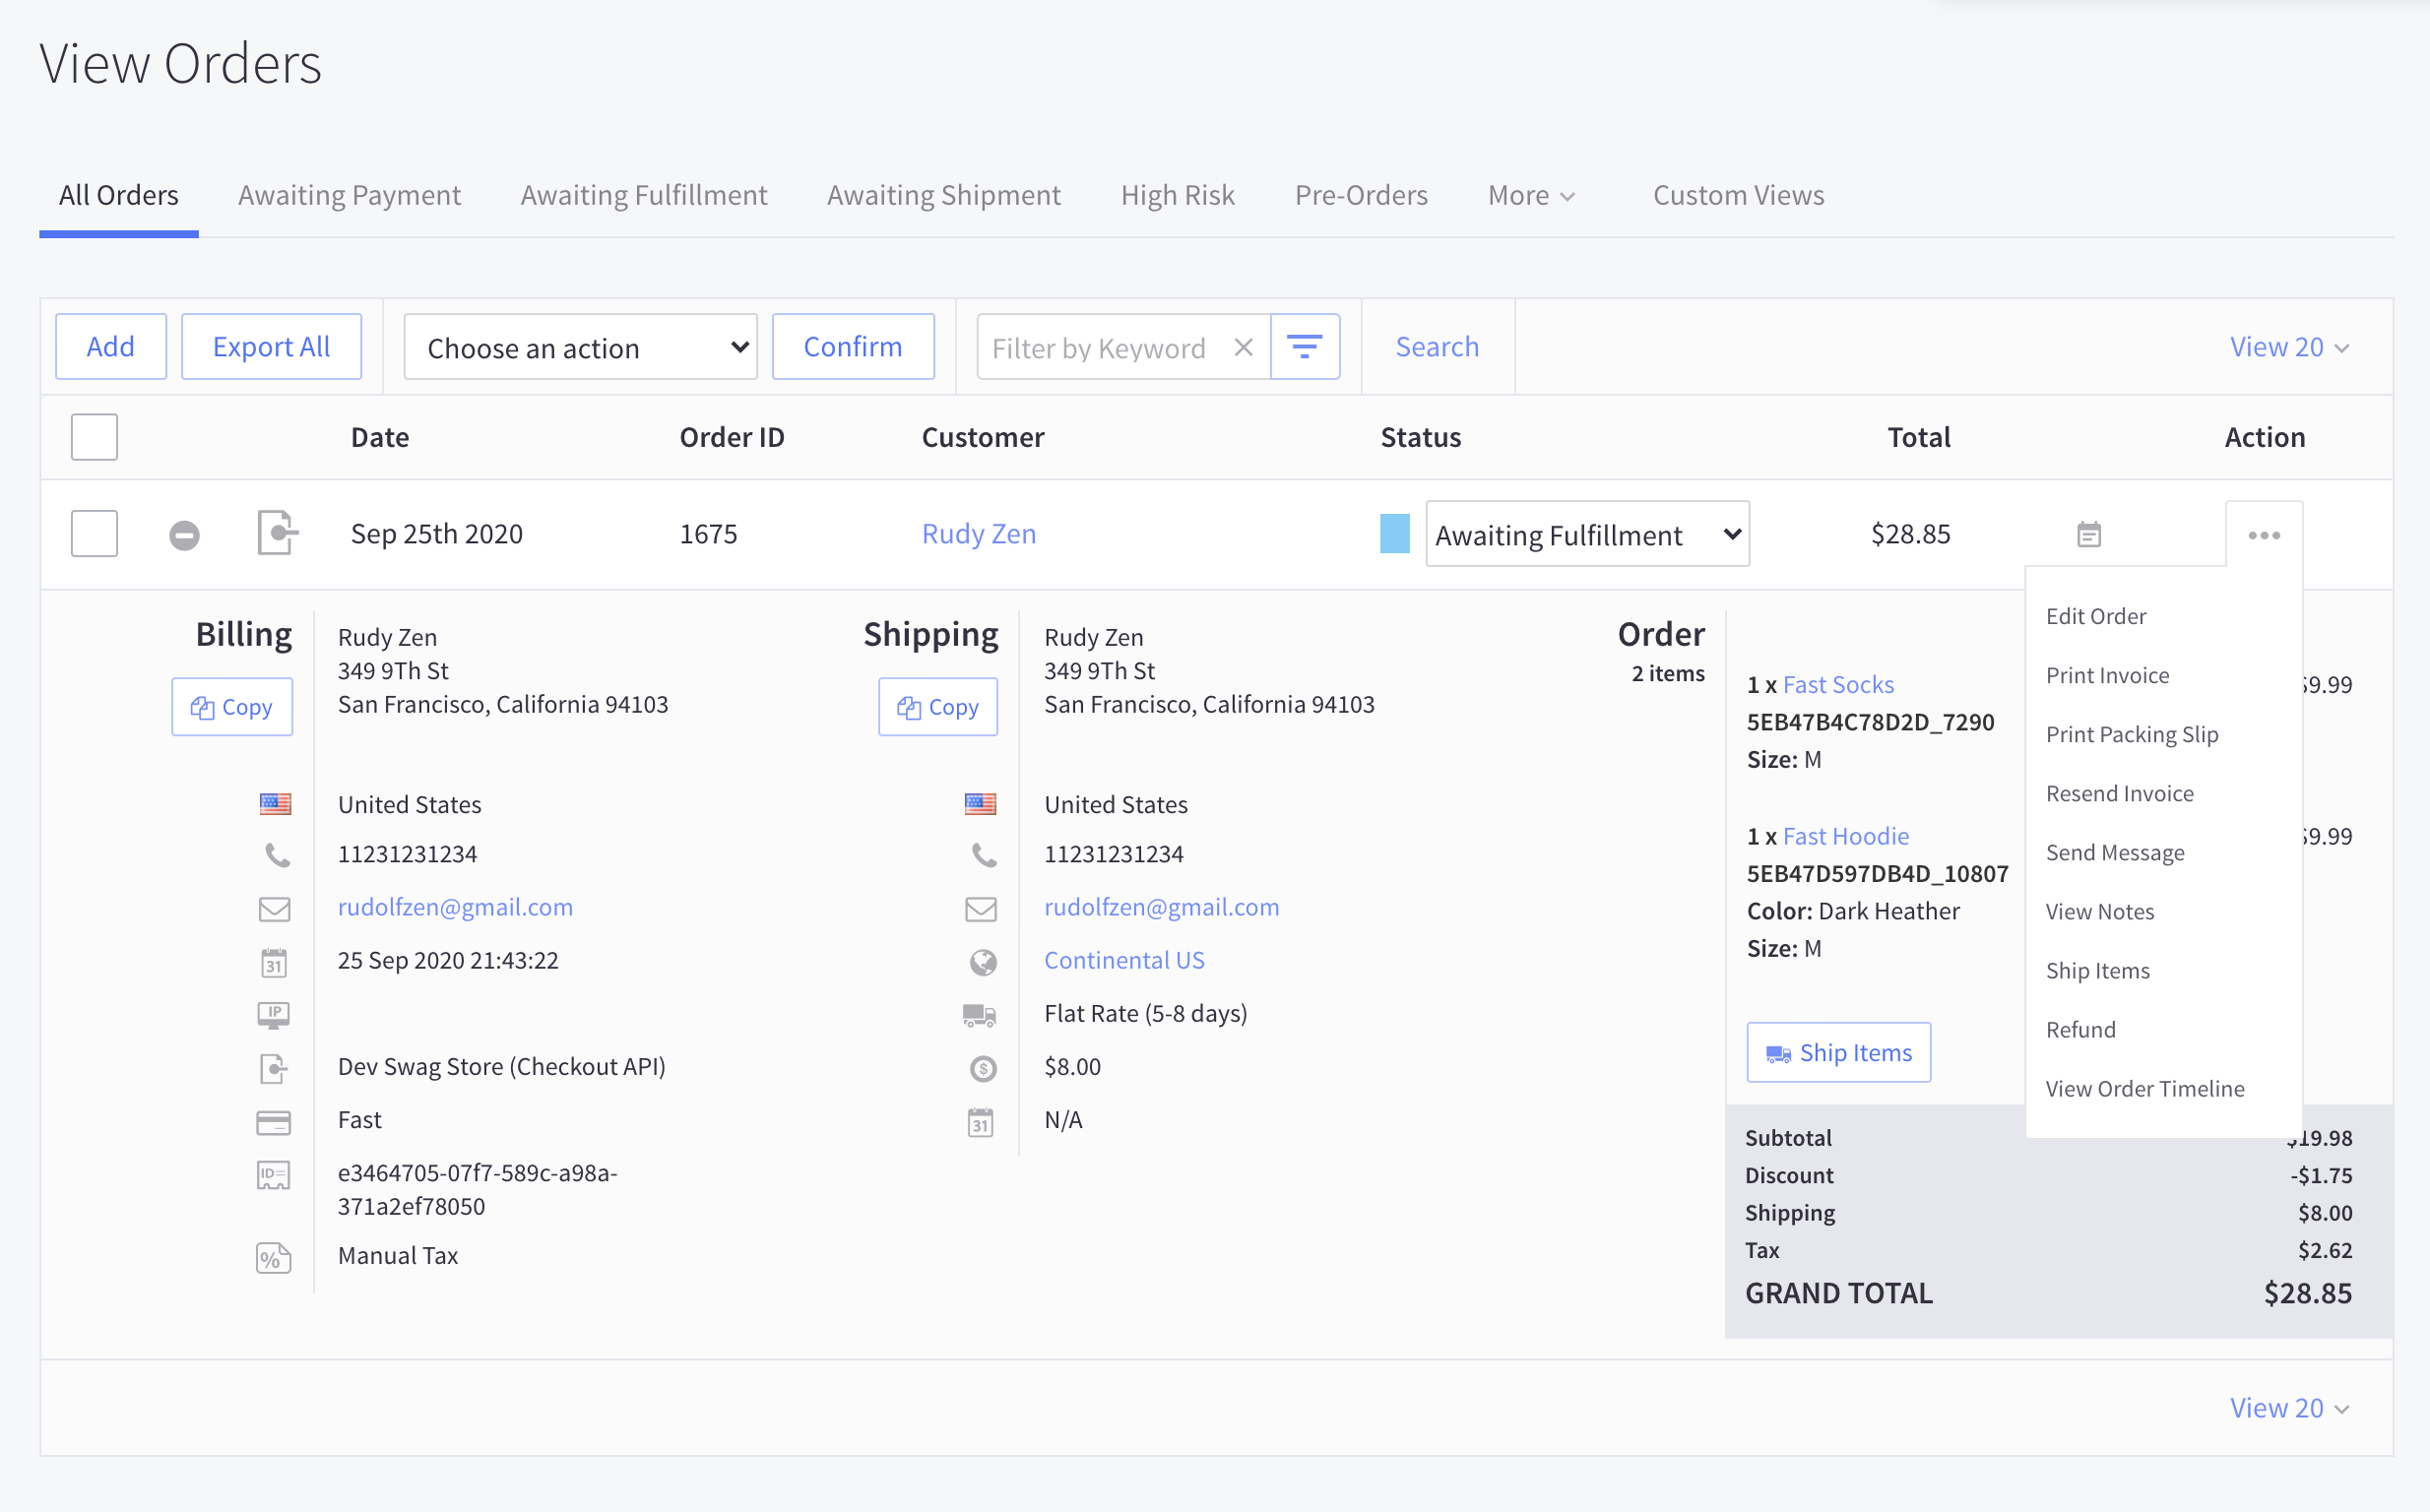 View Orders
All Orders Awaiting Payment Awaiting Fulfillment Awaiting Shipment High Risk Pre-Orders More Custom Views
Add Export All Choose an action Confirm Filter by Keyword Search View 20
Date Order ID Customer Status Total Action
Sep 25th 2020 1675 Rudy Zen Awaiting Fulfillment $28.85
Billing
Copy
Rudy Zen
349 9Th St
San Francisco, California 94103
United States
11231231234
rudolfzen@gmail.com
31 25 Sep 2020 21:43:22
IP
Dev Swag Store (Checkout API)
Fast
ID= e3464705-07f7-589c-a98a-
371a2ef78050
% Manual Tax
Shipping
Copy
Rudy Zen
349 9Th St
San Francisco, California 94103
United States
11231231234
rudolfzen@gmail.com
Continental US
Flat Rate (5-8 days)
$ $8.00
31 N/A
Order
2 items
1 x Fast Socks $9.99
5EB47B4C78D2D_7290
Size: M
1 x Fast Hoodie $9.99
5EB47D597DB4D_10807
Color: Dark Heather
Size: M
Ship Items
Edit Order
Print Invoice
Print Packing Slip
Resend Invoice
Send Message
View Notes
Ship Items
Refund
View Order Timeline
Subtotal $19.98
Discount -$1.75
Shipping $8.00
Tax $2.62
GRAND TOTAL $28.85
View 20